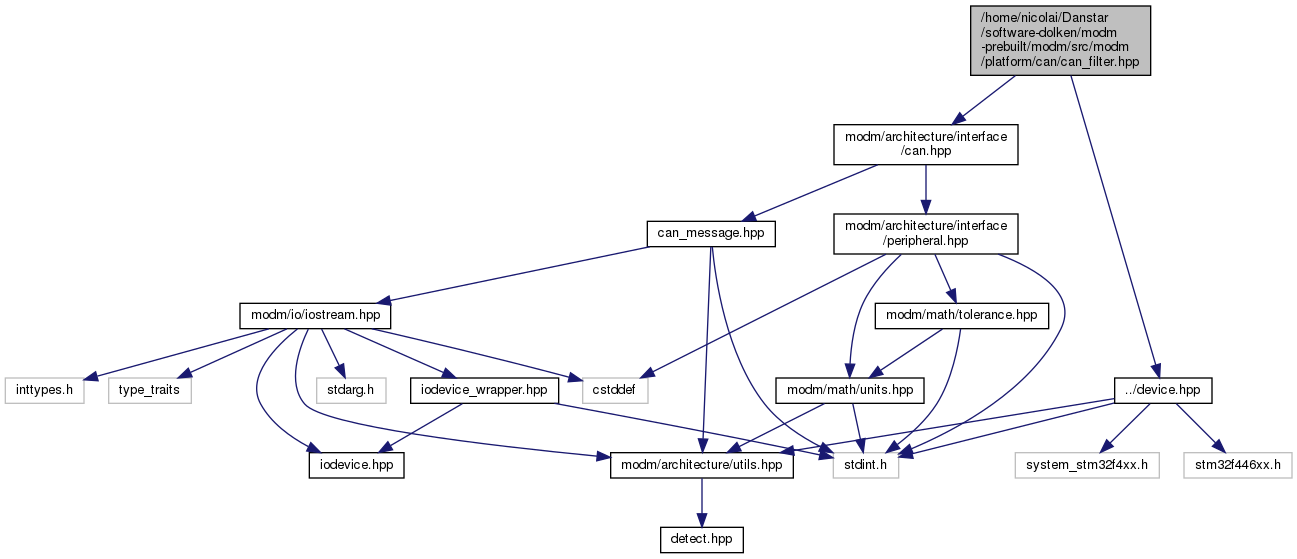 /home/nicolai/Danstar
/software-dolken/modm
-prebuilt/modm/src/modm
/platform/can/can_filter.hpp
modm/architecture/interface
/can.hpp
can_message.hpp
modm/architecture/interface
/peripheral.hpp
modm/io/iostream.hpp
modm/math/tolerance.hpp
inttypes.h
type_traits
stdarg.h
iodevice_wrapper.hpp
cstddef
modm/math/units.hpp
../device.hpp
iodevice.hpp
modm/architecture/utils.hpp
stdint.h
system_stm32f4xx.h
stm32f446xx.h
detect.hpp